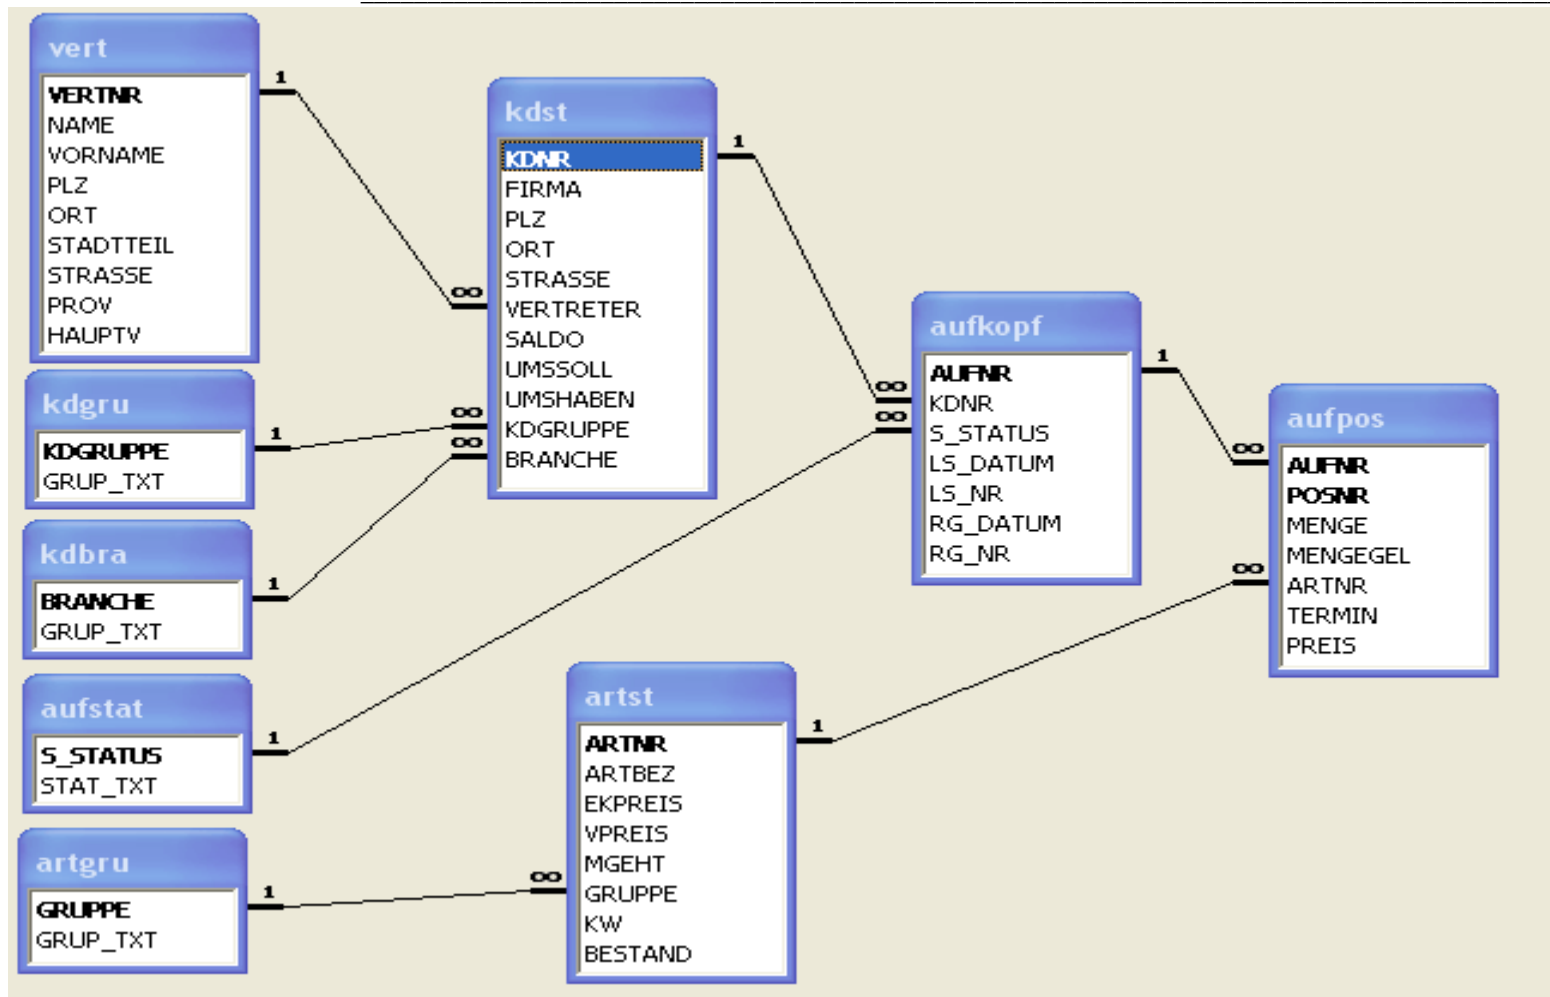 vert
VERTNR
NAME
VORNAME
PLZ
ORT
STADTTEIL
STRASSE
PROV
HAUPTV
1
∞
kdgru
KDGRUPPE
GRUP_TXT
1
∞
kdbra
BRANCHE
GRUP_TXT
1
∞
aufstat
S_STATUS
STAT_TXT
1
∞
artgru
GRUPPE
GRUP_TXT
1
∞
kdst
KDNR
FIRMA
PLZ
ORT
STRASSE
VERTRETER
SALDO
UMSSOLL
UMSHABEN
KDGRUPPE
BRANCHE
1
∞
artst
ARTNR
ARTBEZ
EKPREIS
VPREIS
MGEHT
GRUPPE
KW
BESTAND
1
∞
aufkopf
AUFNR
KDNR
S_STATUS
LS_DATUM
LS_NR
RG_DATUM
RG_NR
1
∞
aufpos
AUFNR
POSNR
MENGE
MENGEGEL
ARTNR
TERMIN
PREIS